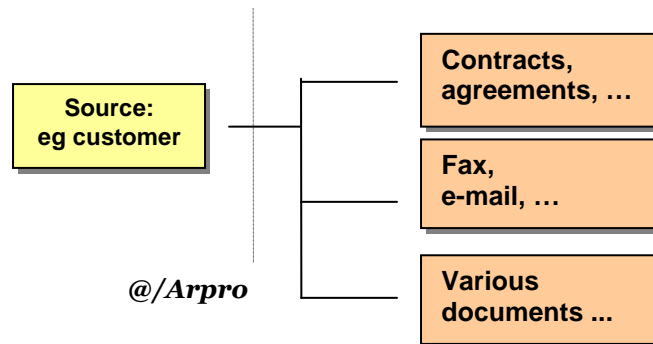 Source:
eg customer
Contracts,
agreements, …
Fax,
e-mail, …
Various
documents ...
@/Arpro